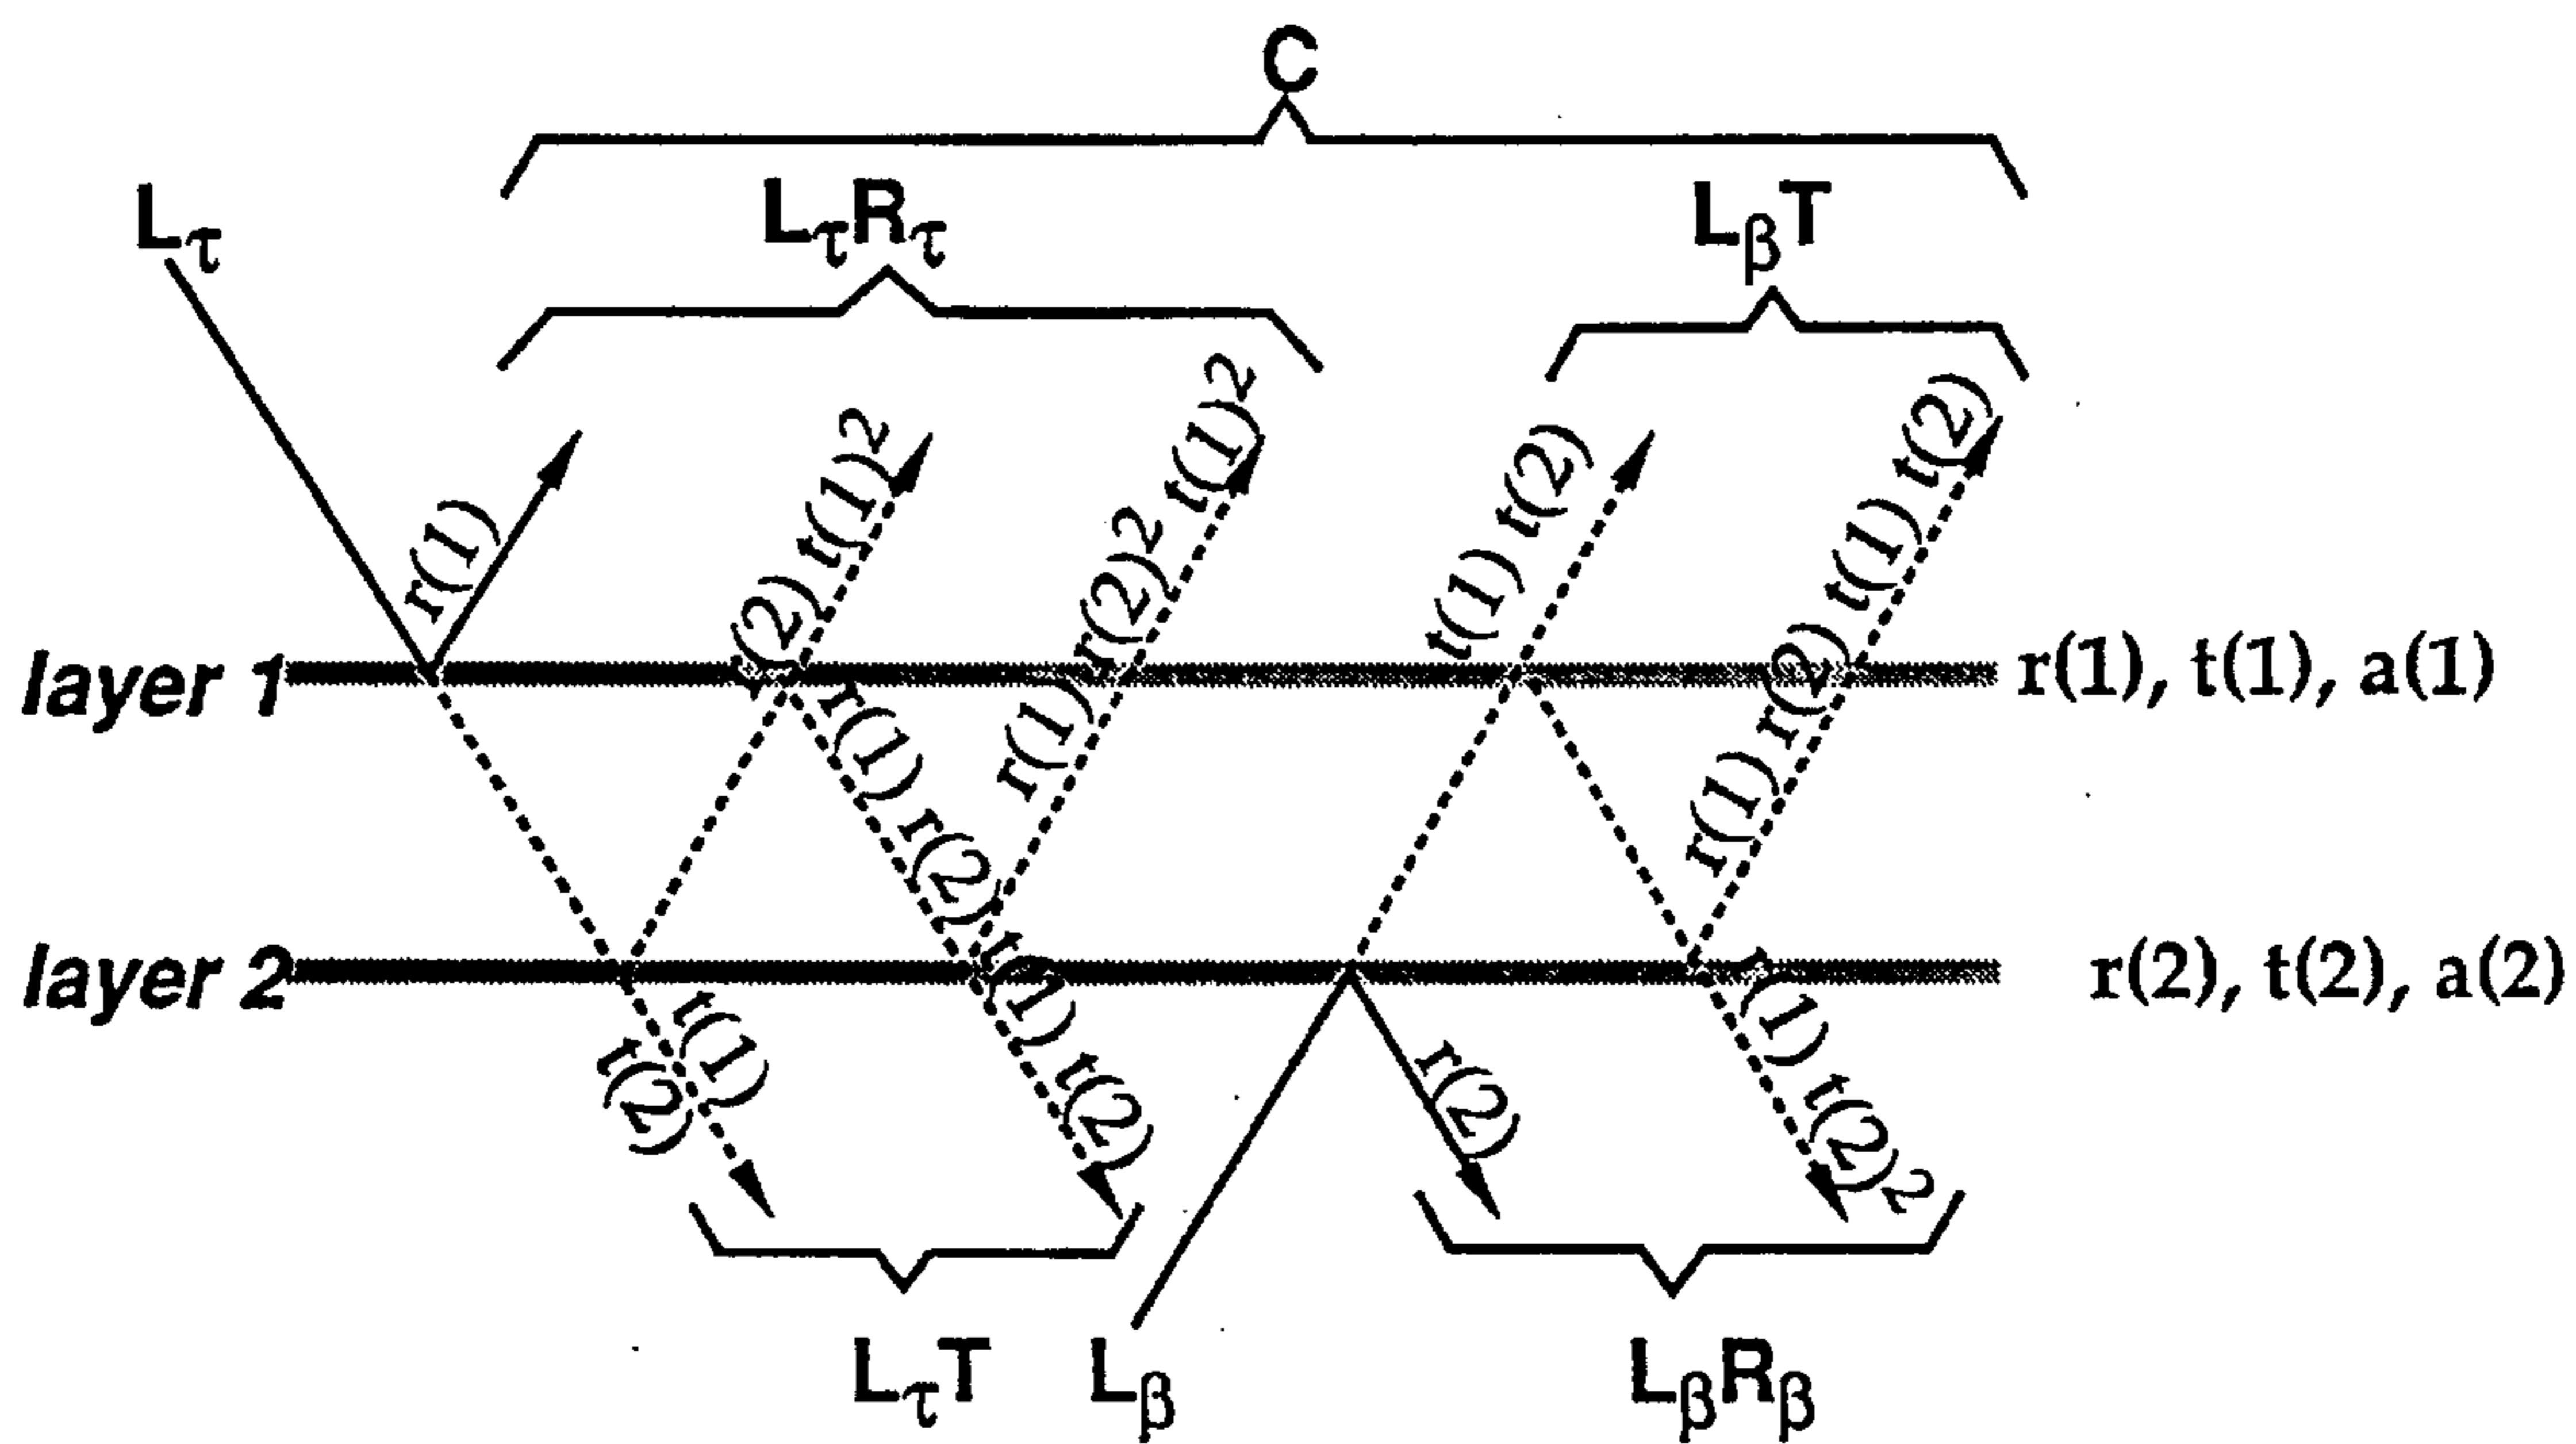 C
LτRτ
LβT
Lτ
r(1)
r(2) t(1)²
r(1) r(2)² t(1)²
t(1) t(2)
r(1) r(2) t(1) t(2)
layer 1
r(1), t(1), a(1)
r(1) r(2) t(1) t(2)
layer 2
r(2), t(2), a(2)
t(1)
t(2)
r(2)
r(1) t(2)²
LτT
Lβ
LβRβ